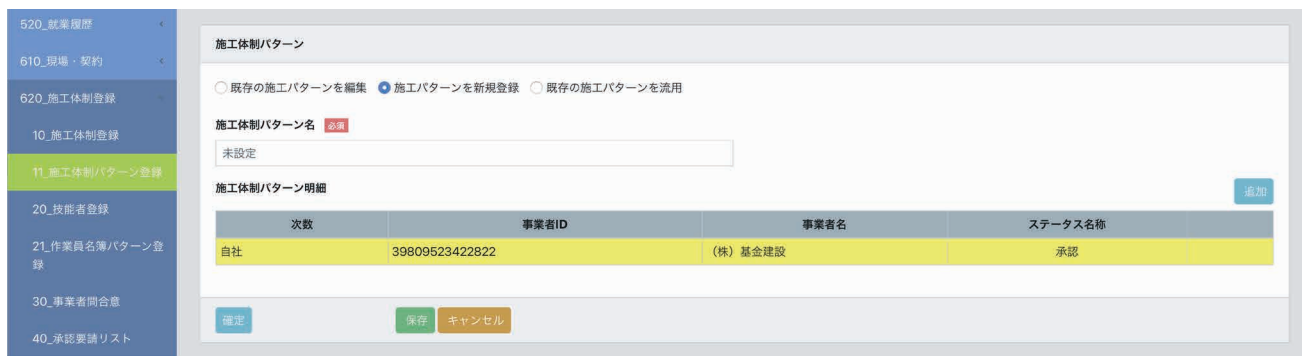 520_就業履歴
610_現場・契約
620_施工体制登録
10_施工体制登録
11_施工体制パターン登録
20_技能者登録
21_作業員名簿パターン登
録
30_事業者間合意
40_承認要請リスト
施工体制パターン
既存の施工パターンを編集 施工パターンを新規登録 既存の施工パターンを流用
施工体制パターン名 必須
未設定
施工体制パターン明細 追加
次数 事業者ID 事業者名 ステータス名称
自社 39809523422822 （株）基金建設 承認
確定 保存 キャンセル